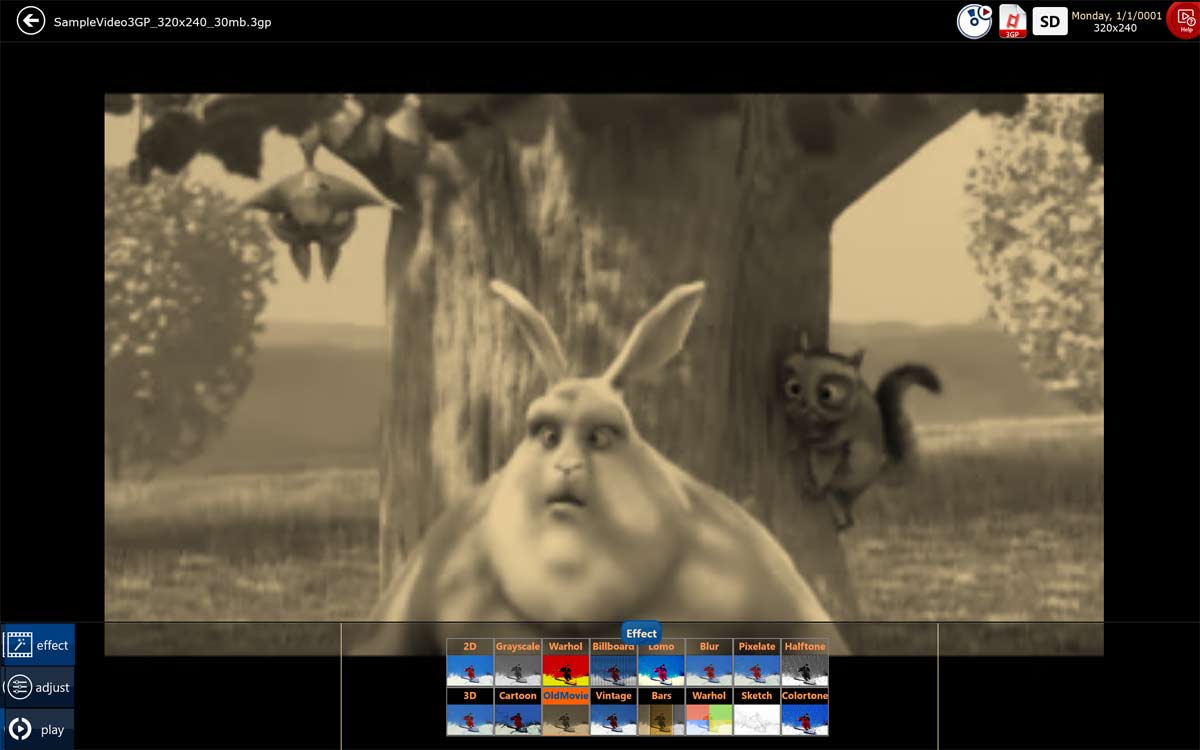 SampleVideo3GP_320x240_30mb.3gp
3GP
SD
Monday, 1/1/0001
320x240
Help
effect
adjust
play
Effect
2D Grayscale Warhol Billboard Lomo Blur Pixelate Halftone
3D Cartoon OldMovie Vintage Bars Warhol Sketch Colortone